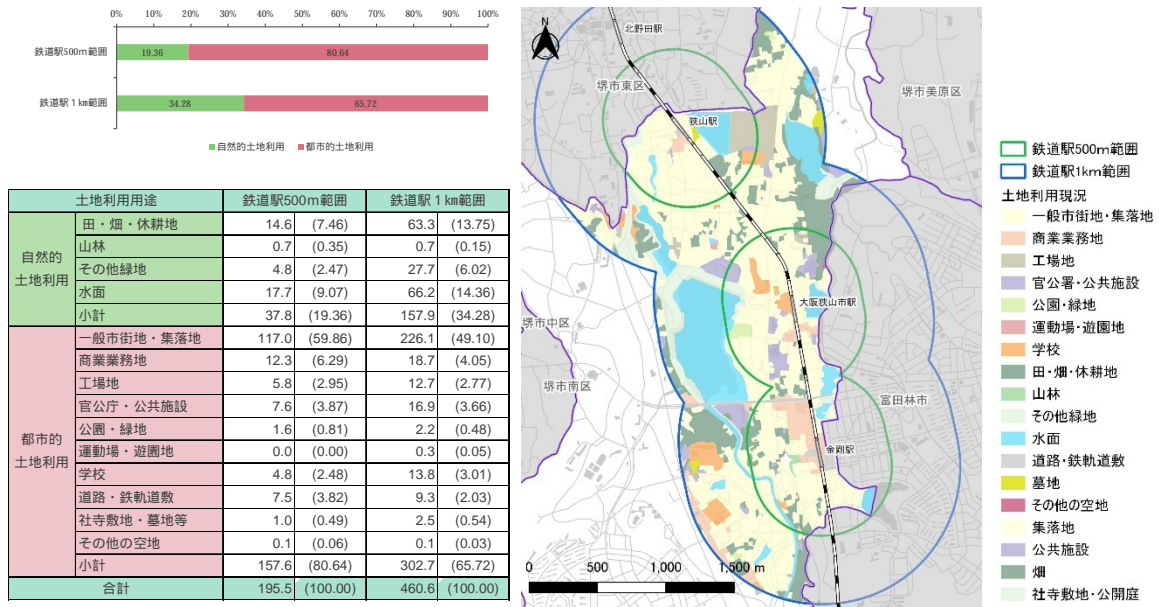 0% 10% 20% 30% 40% 50% 60% 70% 80% 90% 100%
鉄道駅500m範囲 19.36 80.64
鉄道駅1㎞範囲 34.28 65.72
自然的土地利用 都市的土地利用
土地利用用途 鉄道駅500m範囲 鉄道駅1㎞範囲
自然的
土地利用
田・畑・休耕地 14.6 (7.46) 63.3 (13.75)
山林 0.7 (0.35) 0.7 (0.15)
その他緑地 4.8 (2.47) 27.7 (6.02)
水面 17.7 (9.07) 66.2 (14.36)
小計 37.8 (19.36) 157.9 (34.28)
都市的
土地利用
一般市街地・集落地 117.0 (59.86) 226.1 (49.10)
商業業務地 12.3 (6.29) 18.7 (4.05)
工場地 5.8 (2.95) 12.7 (2.77)
官公庁・公共施設 7.6 (3.87) 16.9 (3.66)
公園・緑地 1.6 (0.81) 2.2 (0.48)
運動場・遊園地 0.0 (0.00) 0.3 (0.05)
学校 4.8 (2.48) 13.8 (3.01)
道路・鉄軌道敷 7.5 (3.82) 9.3 (2.03)
社寺敷地・墓地等 1.0 (0.49) 2.5 (0.54)
その他の空地 0.1 (0.06) 0.1 (0.03)
小計 157.6 (80.64) 302.7 (65.72)
合計 195.5 (100.00) 460.6 (100.00)
N
北野田駅
堺市東区
堺市美原区
狭山駅
大阪狭山市駅
堺市中区
堺市南区
富田林市
金剛駅
0 500 1,000 1,500 m
鉄道駅500m範囲
鉄道駅1km範囲
土地利用現況
一般市街地・集落地
商業業務地
工場地
官公署・公共施設
公園・緑地
運動場・遊園地
学校
田・畑・休耕地
山林
その他緑地
水面
道路・鉄軌道敷
墓地
その他の空地
集落地
公共施設
畑
社寺敷地・公開庭